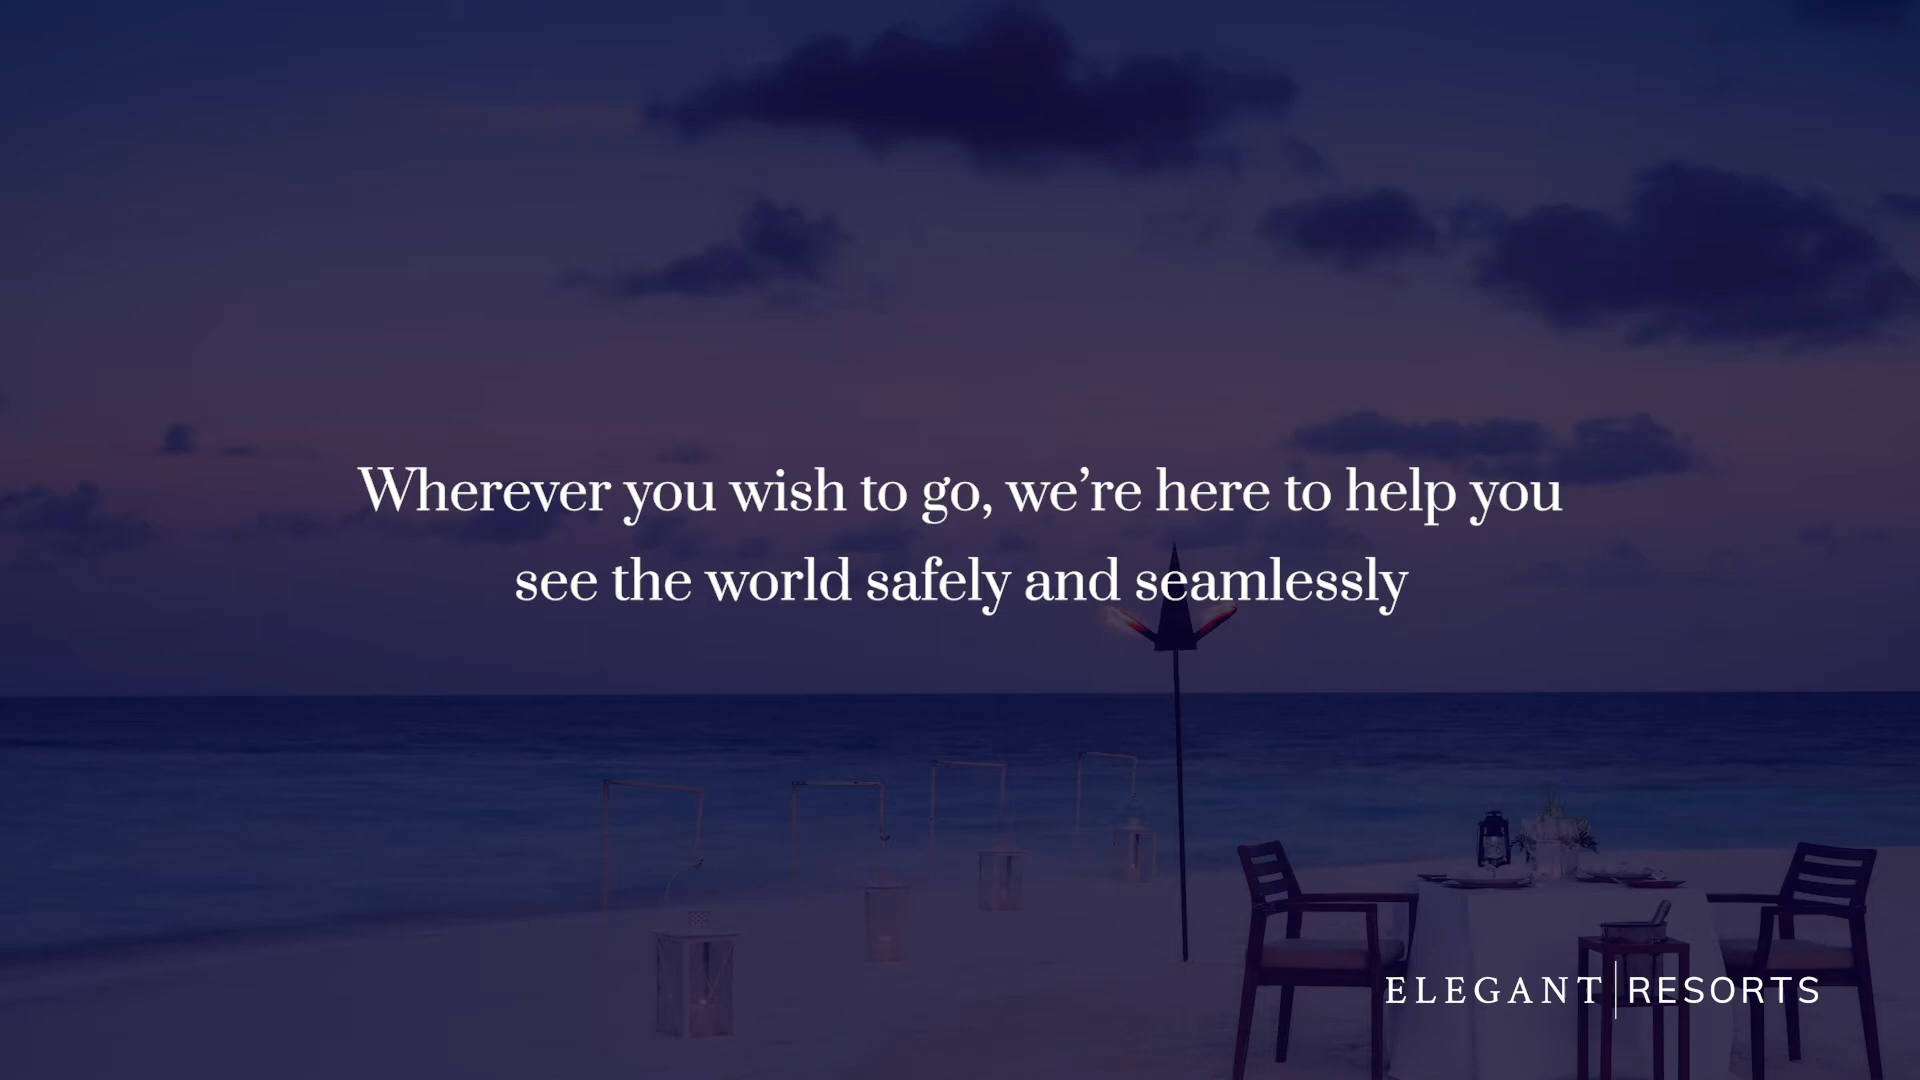 Wherever you wish to go, we’re here to help you
see the world safely and seamlessly
ELEGANT RESORTS